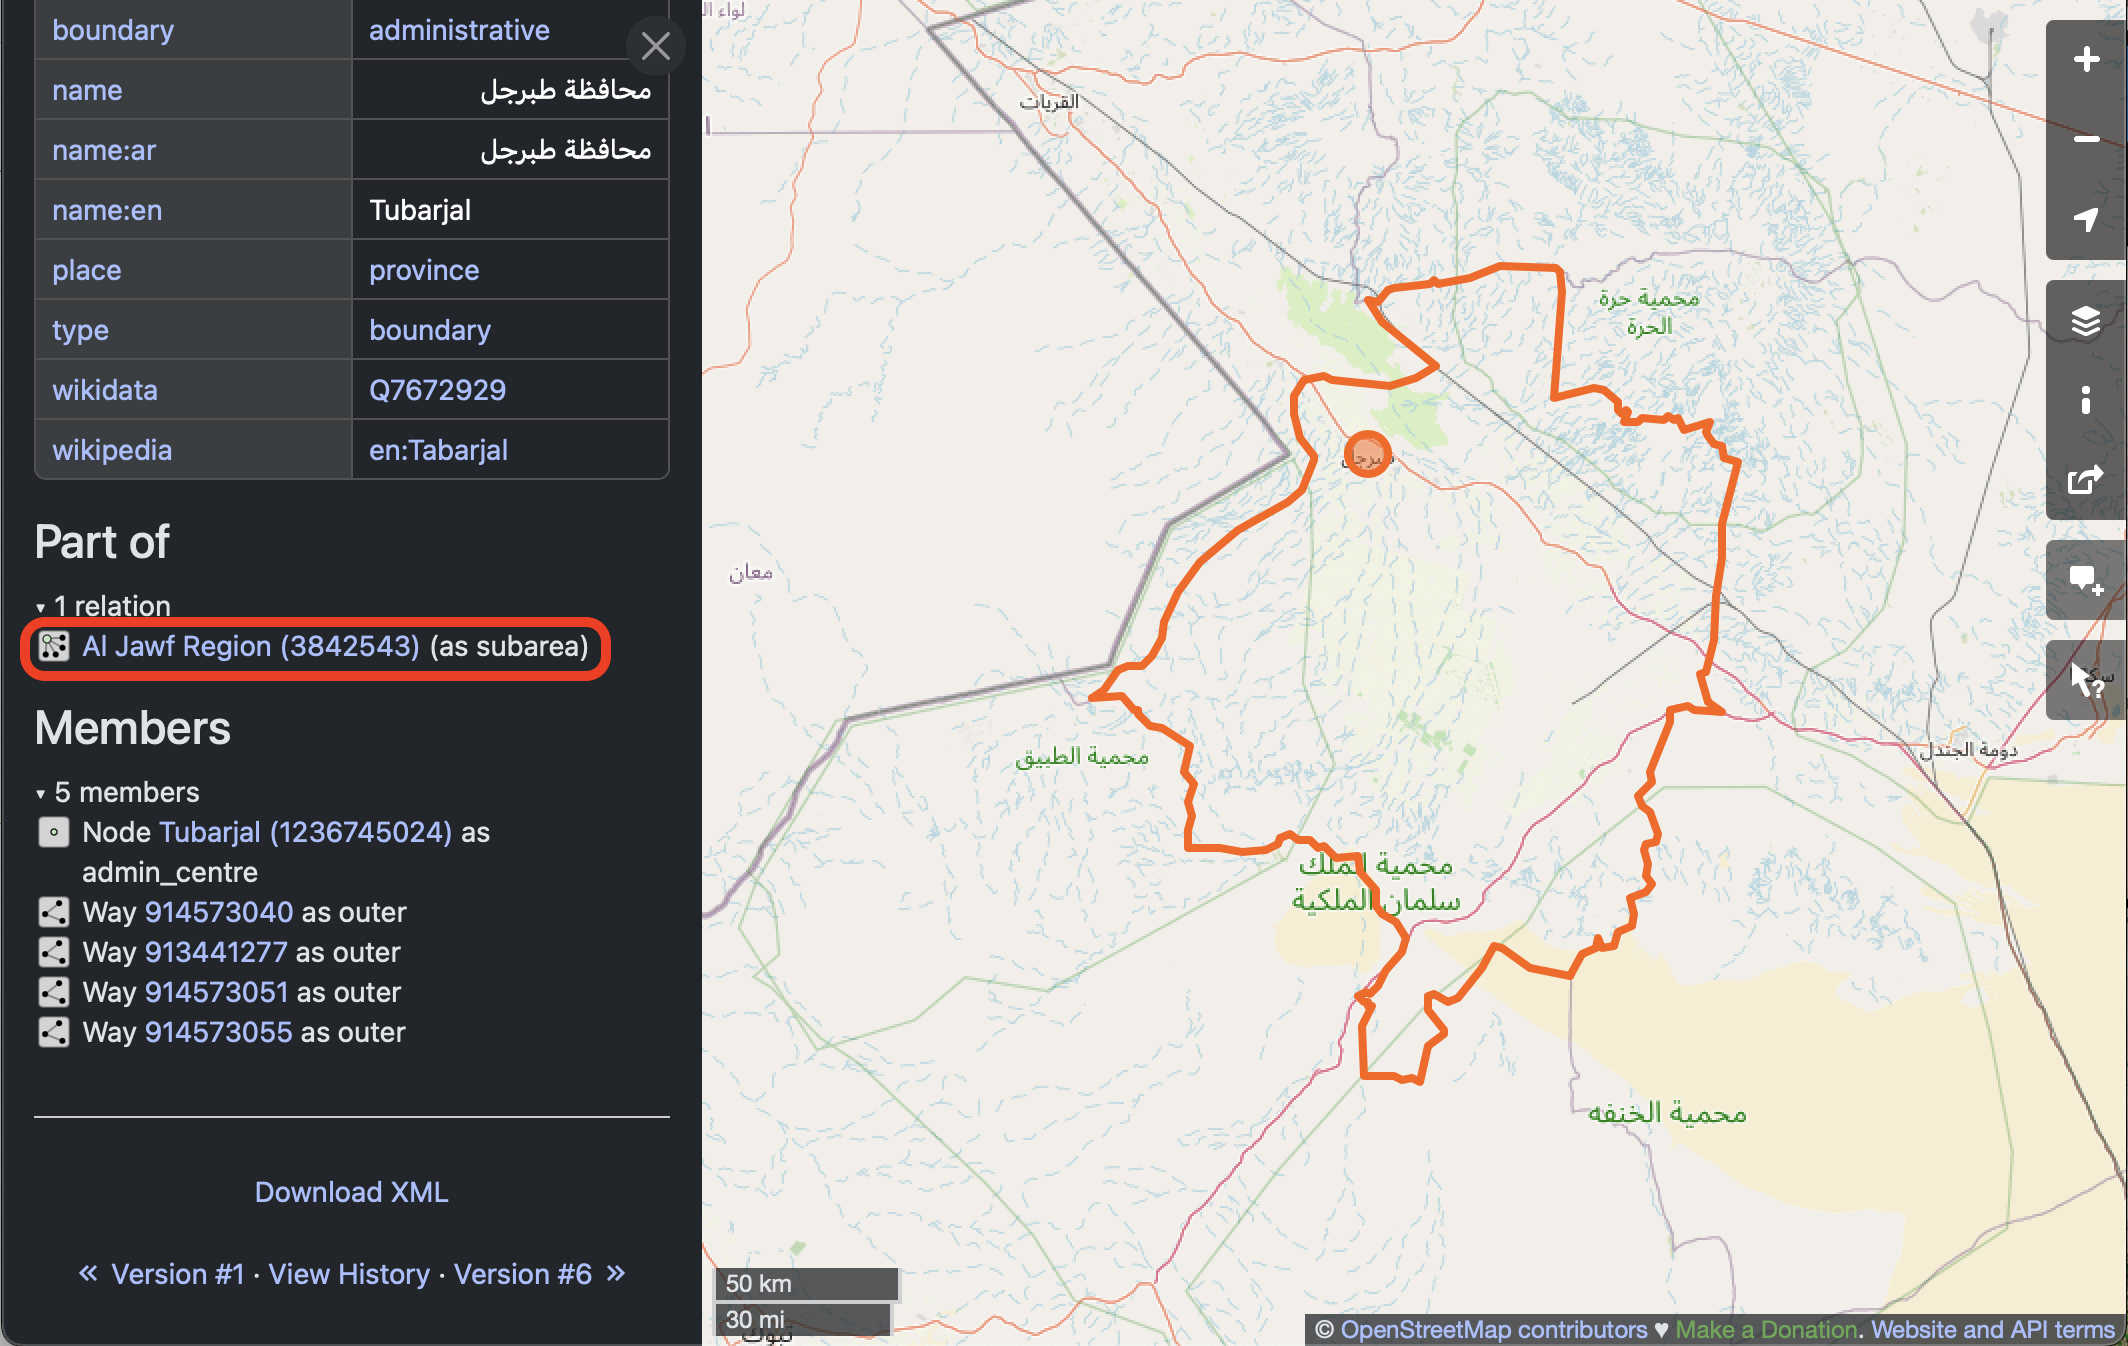 boundary administrative
name محافظة طبرجل
name:ar محافظة طبرجل
name:en Tubarjal
place province
type boundary
wikidata Q7672929
wikipedia en:Tabarjal
Part of
▾ 1 relation
Al Jawf Region (3842543) (as subarea)
Members
▾ 5 members
Node Tubarjal (1236745024) as
admin_centre
Way 914573040 as outer
Way 913441277 as outer
Way 914573051 as outer
Way 914573055 as outer
Download XML
« Version #1 · View History · Version #6 »
القريات
محمية حرة
الحرة
طبرجل
معان
محمية الطبيق
دومة الجندل
محمية الملك
سلمان الملكية
محمية الخنفه
50 km
30 mi
تبوك
© OpenStreetMap contributors ♥ Make a Donation. Website and API terms